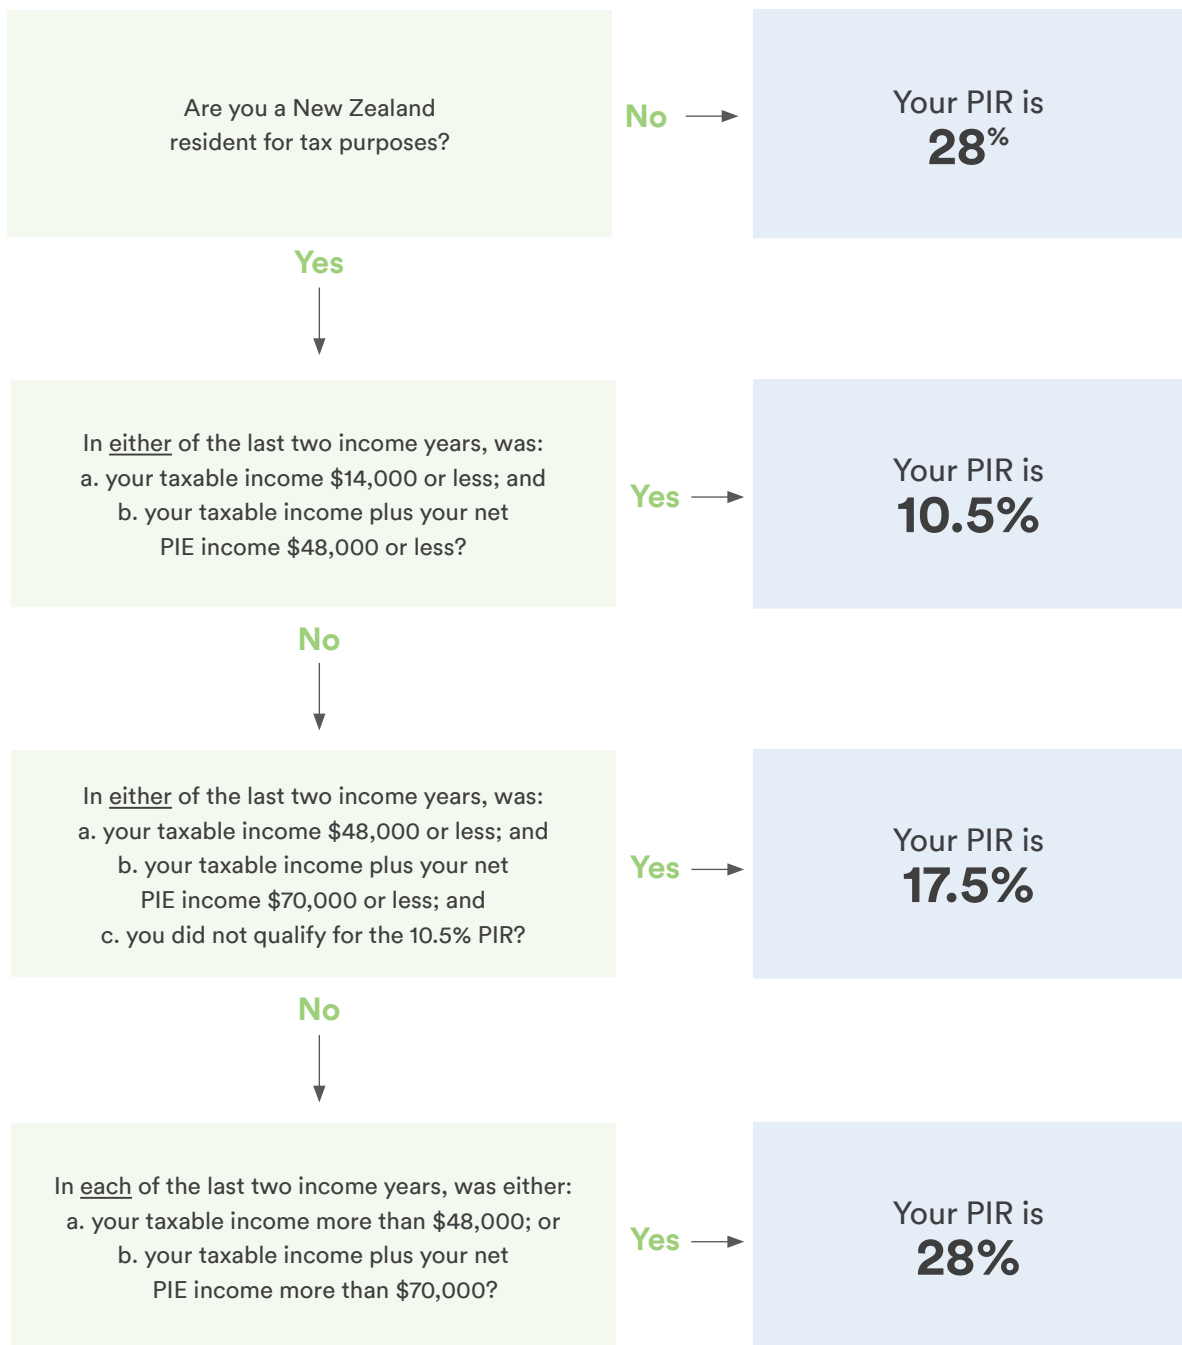 Are you a New Zealand
resident for tax purposes?
No
Your PIR is
28%
Yes
In either of the last two income years, was:
a. your taxable income $14,000 or less; and
b. your taxable income plus your net
PIE income $48,000 or less?
Yes
Your PIR is
10.5%
No
In either of the last two income years, was:
a. your taxable income $48,000 or less; and
b. your taxable income plus your net
PIE income $70,000 or less; and
c. you did not qualify for the 10.5% PIR?
Yes
Your PIR is
17.5%
No
In each of the last two income years, was either:
a. your taxable income more than $48,000; or
b. your taxable income plus your net
PIE income more than $70,000?
Yes
Your PIR is
28%